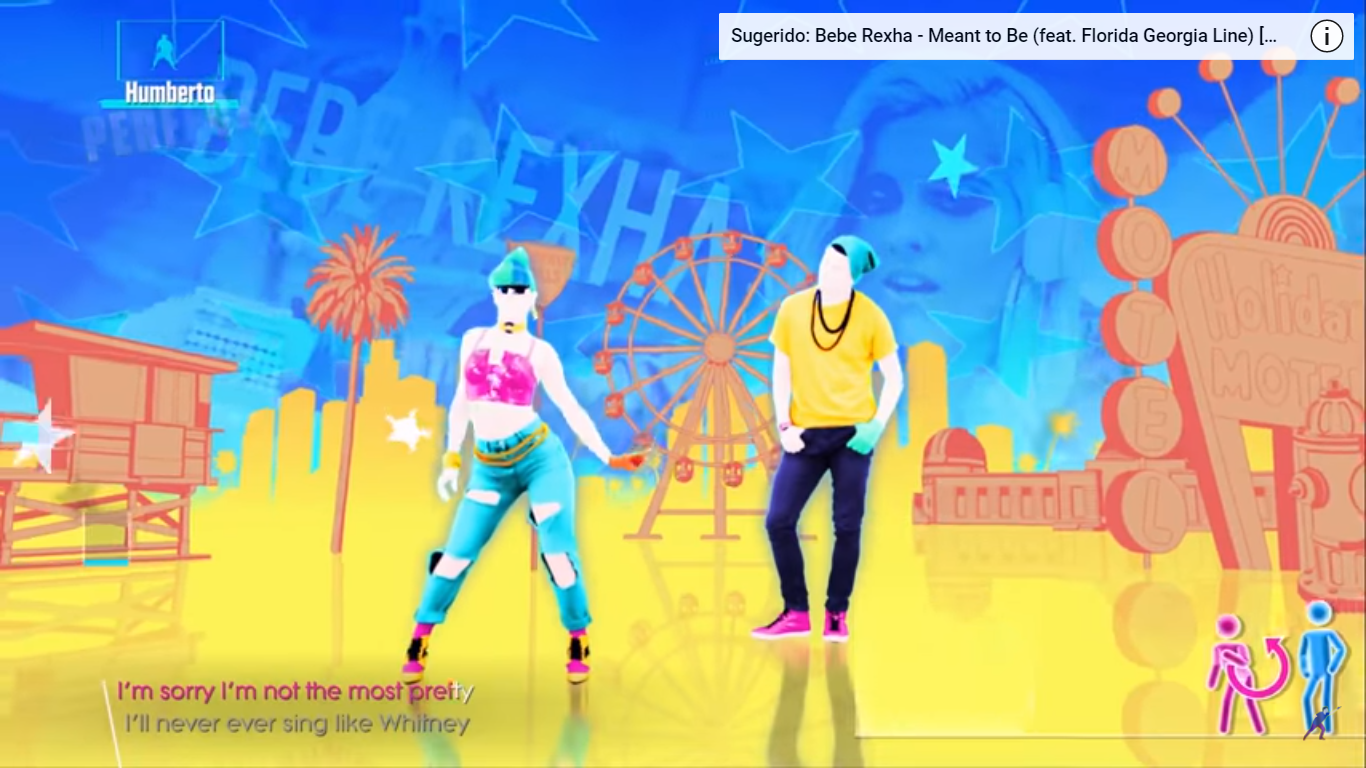 Sugerido: Bebe Rexha - Meant to Be (feat. Florida Georgia Line) [...
Humberto
PERFECT
BEBE REXHA
MOTEL
Holiday
MOTEL
I'm sorry I'm not the most pretty
I'll never ever sing like Whitney